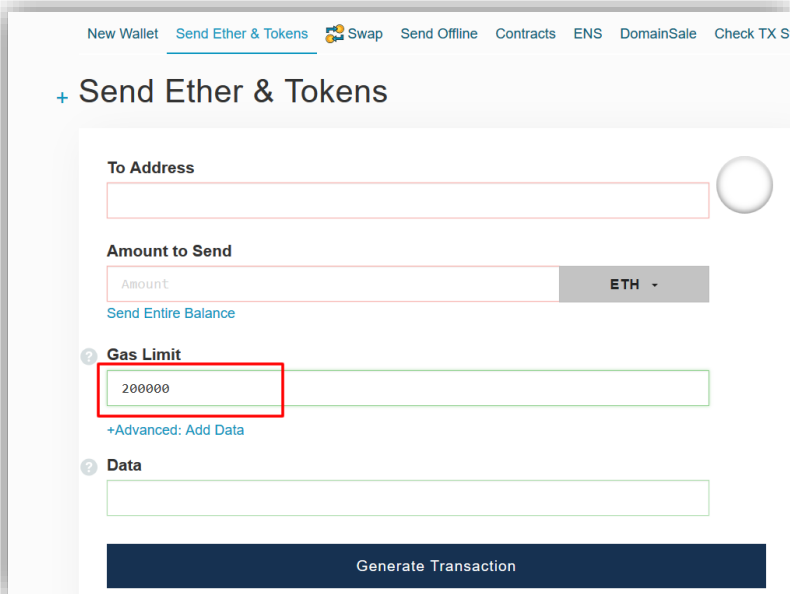 New Wallet Send Ether & Tokens Swap Send Offline Contracts ENS DomainSale Check TX S
+ Send Ether & Tokens
To Address
Amount to Send
Amount ETH
Send Entire Balance
? Gas Limit
200000
+Advanced: Add Data
? Data
Generate Transaction